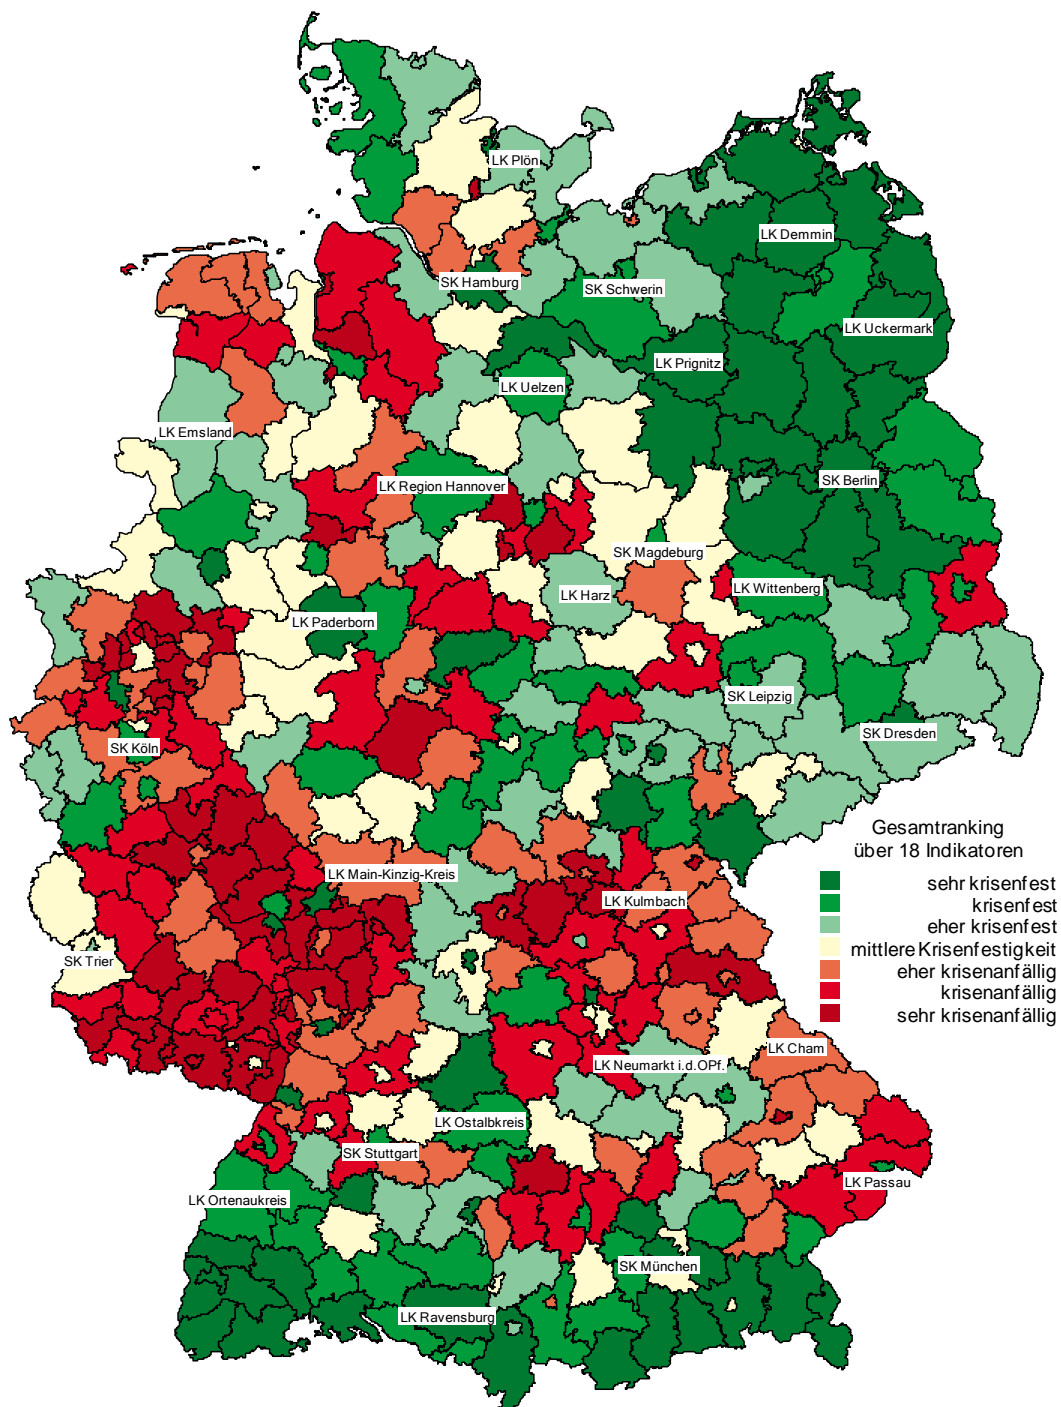 LK Plön
LK Demmin
SK Hamburg
SK Schwerin
LK Uckermark
LK Prignitz
LK Uelzen
LK Emsland
LK Region Hannover
SK Berlin
SK Magdeburg
LK Harz
LK Wittenberg
LK Paderborn
SK Leipzig
SK Dresden
SK Köln
Gesamtranking
über 18 Indikatoren
sehr krisenfest
krisenfest
eher krisenfest
mittlere Krisenfestigkeit
eher krisenanfällig
krisenanfällig
sehr krisenanfällig
LK Main-Kinzig-Kreis
LK Kulmbach
SK Trier
LK Cham
LK Neumarkt i.d.OPf.
LK Ostalbkreis
SK Stuttgart
LK Passau
LK Ortenaukreis
SK München
LK Ravensburg